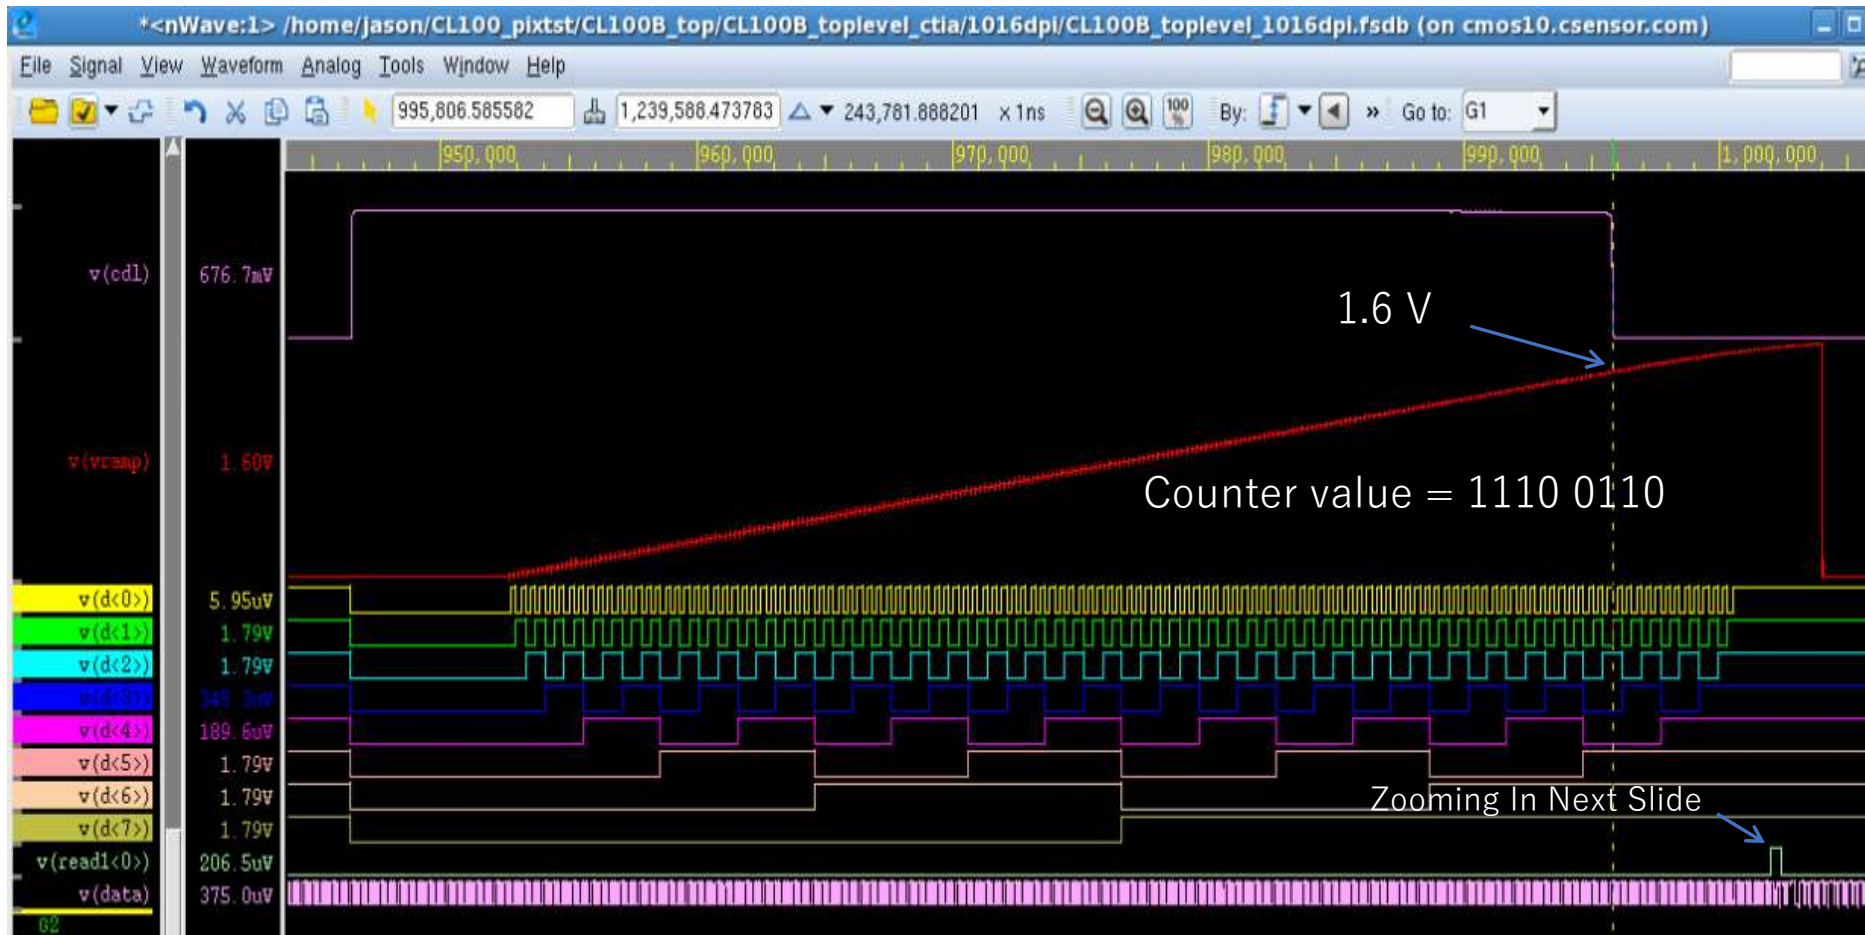 *<nWave:1> /home/jason/CL100_pixtst/CL100B_top/CL100B_toplevel_ctia/1016dpi/CL100B_toplevel_1016dpi.fsdb (on cmos10.csensor.com)
File Signal View Waveform Analog Tools Window Help
995,806.585582 1,239,588.473783 243,781.888201 x 1ns 100 % By: » Go to: G1
950,000 960,000 970,000 980,000 990,000 1,000,000
v(cdl) 676.7mV
1.6 V
v(vramp) 1.60V
Counter value = 1110 0110
v(d<0>) 5.95uV
v(d<1>) 1.79V
v(d<2>) 1.79V
v(d<3>)
v(d<4>) 189.6uV
v(d<5>) 1.79V
v(d<6>) 1.79V
Zooming In Next Slide
v(d<7>) 1.79V
v(read1<0>) 206.5uV
v(data) 375.0uV
G2